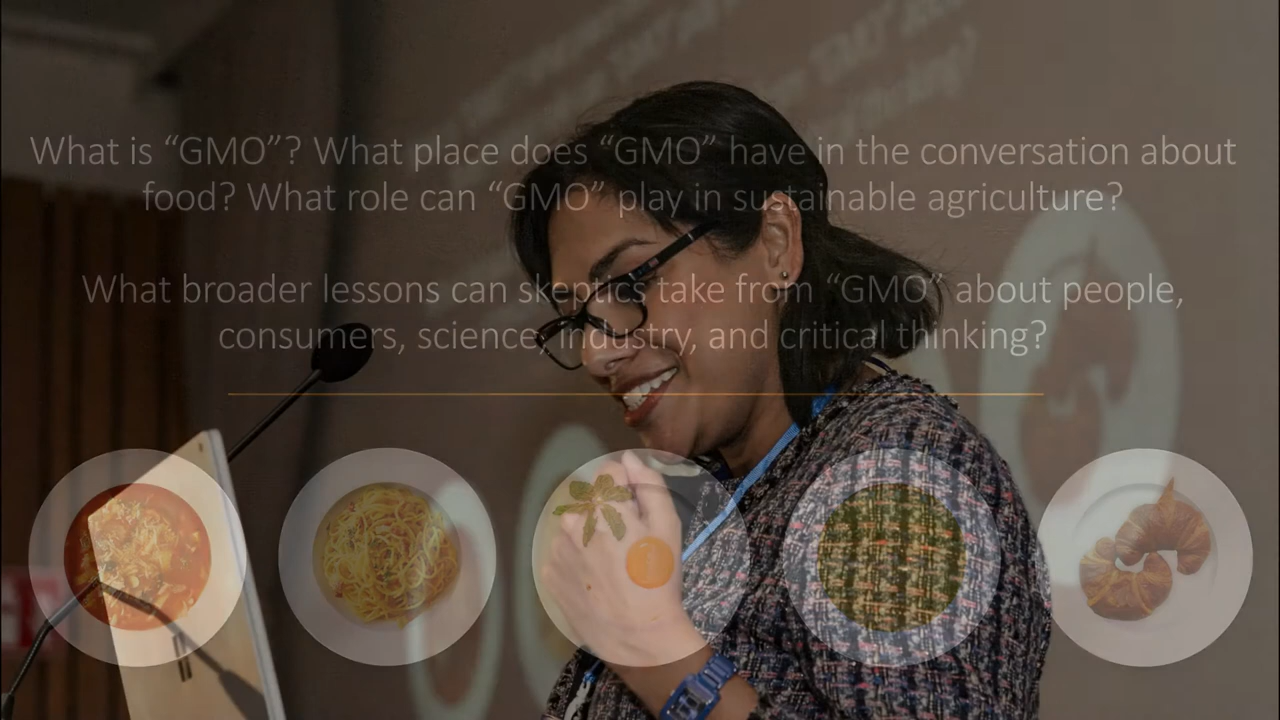 What is “GMO”? What place does “GMO” have in the conversation about
food? What role can “GMO” play in sustainable agriculture?
What broader lessons can take from “GMO” about people,
consumers, science, industry, and critical thinking?